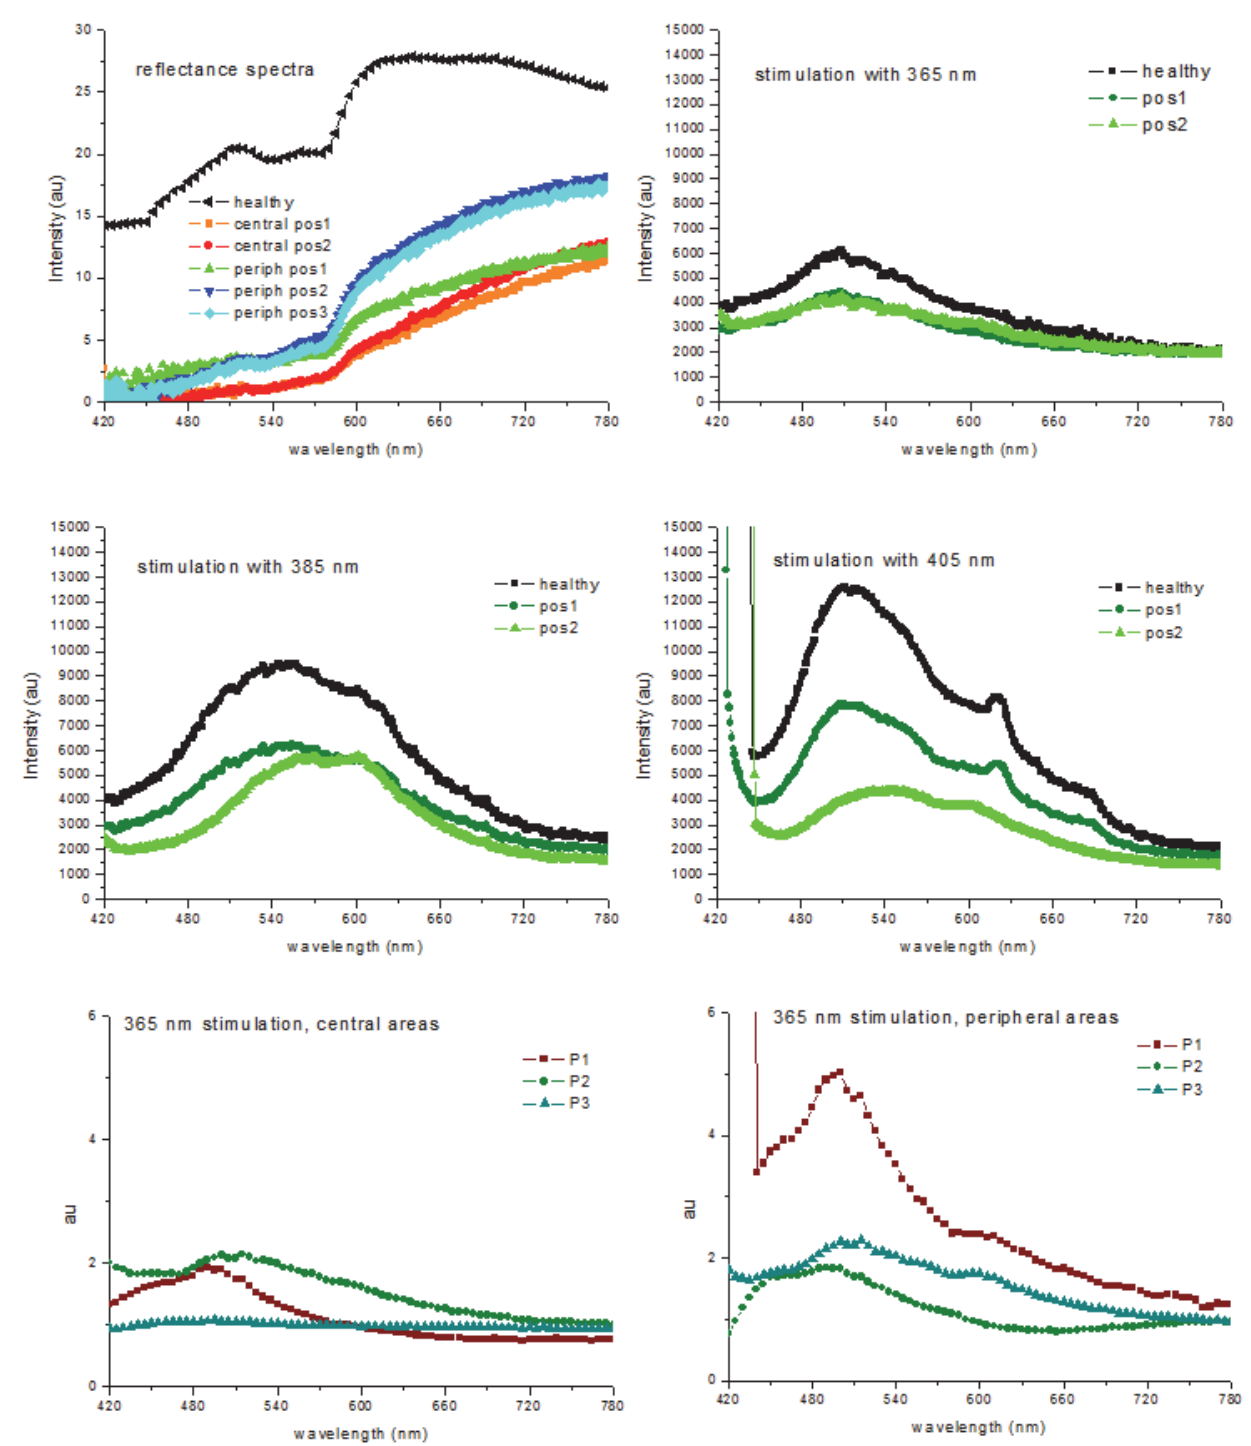 reflectance spectra
30
25
20
15
10
5
0
Intensity (au)
healthy
central pos1
central pos2
periph pos1
periph pos2
periph pos3
420 480 540 600 660 720 780
wavelength (nm)
stimulation with 365 nm
15000
14000
13000
12000
11000
10000
9000
8000
7000
6000
5000
4000
3000
2000
1000
0
Intensity (au)
healthy
pos1
pos2
420 480 540 600 660 720 780
wavelength (nm)
stimulation with 385 nm
15000
14000
13000
12000
11000
10000
9000
8000
7000
6000
5000
4000
3000
2000
1000
0
Intensity (au)
healthy
pos1
pos2
420 480 540 600 660 720 780
wavelength (nm)
stimulation with 405 nm
15000
14000
13000
12000
11000
10000
9000
8000
7000
6000
5000
4000
3000
2000
1000
0
Intensity (au)
healthy
pos1
pos2
420 480 540 600 660 720 780
wavelength (nm)
365 nm stimulation, central areas
6
4
2
0
au
P1
P2
P3
420 480 540 600 660 720 780
wavelength (nm)
365 nm stimulation, peripheral areas
6
4
2
0
au
P1
P2
P3
420 480 540 600 660 720 780
wavelength (nm)